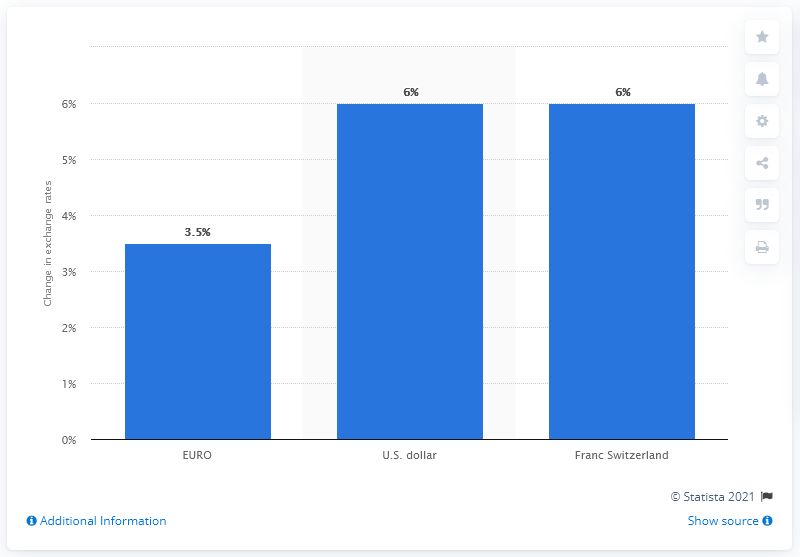 6%
6%
6%
5%
4%
3.5%
3%
2%
1%
0%
Change in exchange rates
EURO
U.S. dollar
Franc Switzerland
© Statista 2021
Additional Information
Show source